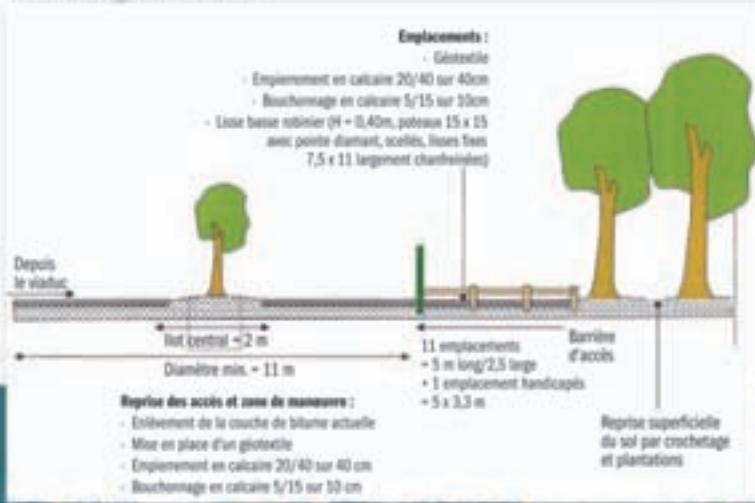 Emplacements :
- Géotextile
- Empierrement en calcaire 20/40 sur 40cm
- Bouchonnage en calcaire 5/15 sur 10cm
- Lisse basse robinier (H = 0,40m, poteaux 15 x 15
avec pointe diamant, scellés, lisses fixes
7,5 x 11 largement chanfreinées)
Depuis
le viaduc
Ilot central = 2 m
Diamètre min. = 11 m
11 emplacements
= 5 m long/2,5 large
+ 1 emplacement handicapés
= 5 x 3,3 m
Barrière
d'accès
Reprise des accès et zone de manœuvre :
- Enlèvement de la couche de bitume actuelle
- Mise en place d'un géotextile
- Empierrement en calcaire 20/40 sur 40 cm
- Bouchonnage en calcaire 5/15 sur 10 cm
Reprise superficielle
du sol par crochetage
et plantations